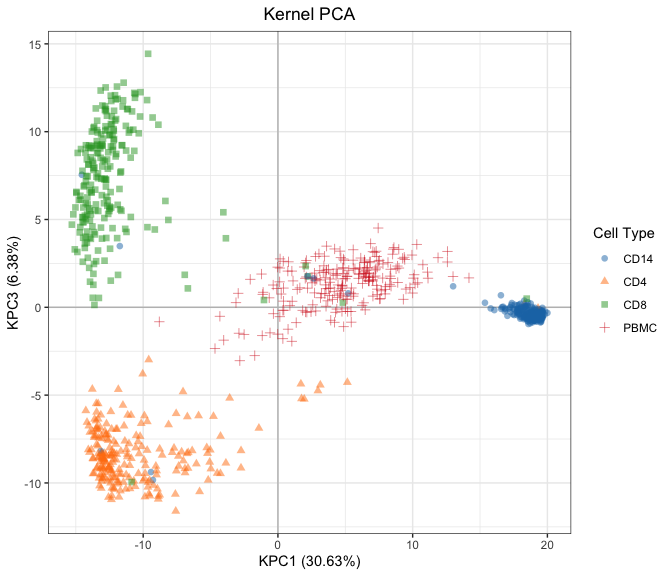 Kernel PCA
15
10
5
0
-5
-10
KPC3 (6.38%)
-10
0
10
20
KPC1 (30.63%)
Cell Type
CD14
CD4
CD8
PBMC